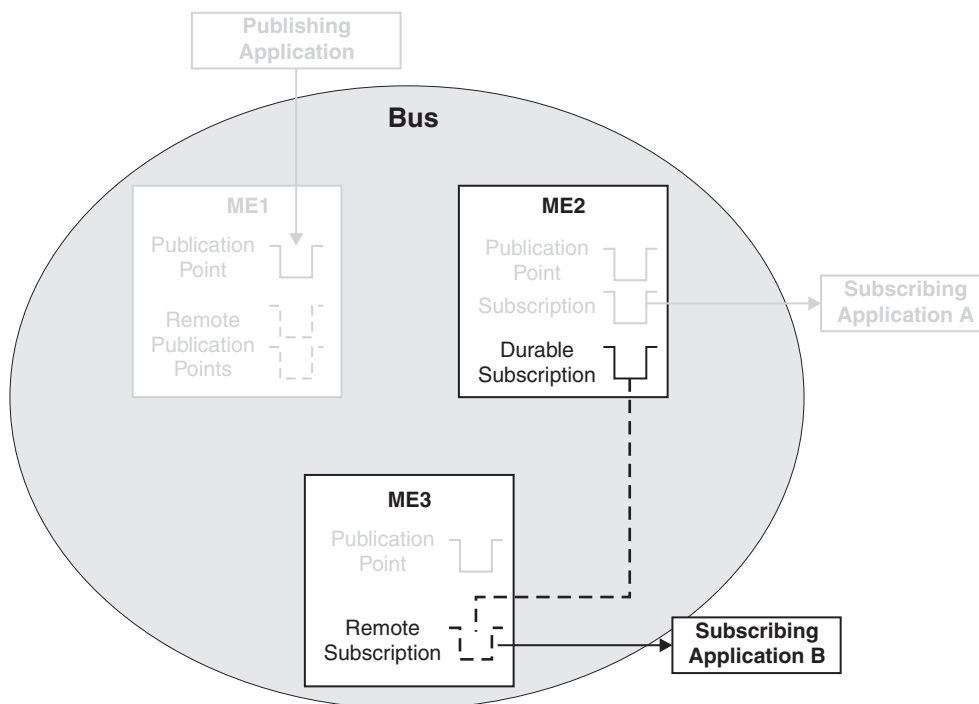 Publishing
Application
Bus
ME1
Publication
Point
Remote
Publication
Points
ME2
Publication
Point
Subscription
Durable
Subscription
Subscribing
Application A
ME3
Publication
Point
Remote
Subscription
Subscribing
Application B